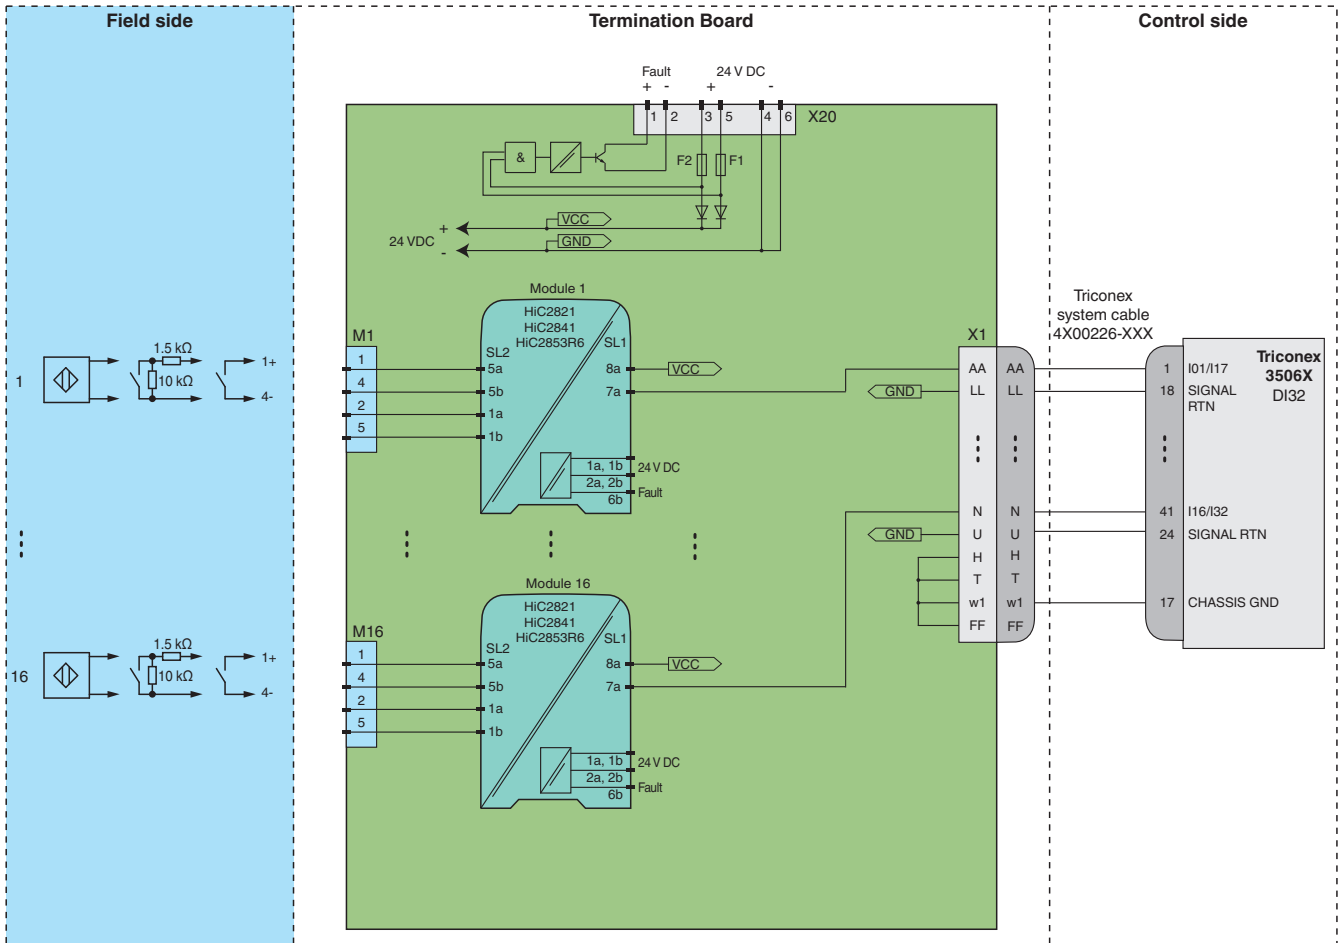 Field side
Termination Board
Control side
Fault
24 V DC
+ -
+
-
1 2 3 5 4 6
X20
&
F2
F1
VCC
+
24 VDC
-
GND
Module 1
HiC2821
HiC2841
HiC2853R6
SL2
SL1
M1
1
4
2
5
5a
5b
1a
1b
8a
7a
VCC
1a, 1b
2a, 2b
6b
24 V DC
Fault
1
1.5 kΩ
10 kΩ
1+
4-
GND
X1
AA AA
LL LL
N N
U U
H H
T T
w1 w1
FF FF
GND
Triconex
system cable
4X00226-XXX
Triconex
3506X
DI32
1 I01/I17
18 SIGNAL
RTN
41 I16/I32
24 SIGNAL RTN
17 CHASSIS GND
Module 16
HiC2821
HiC2841
HiC2853R6
SL2
SL1
M16
1
4
2
5
5a
5b
1a
1b
8a
7a
VCC
1a, 1b
2a, 2b
6b
24 V DC
Fault
16
1.5 kΩ
10 kΩ
1+
4-